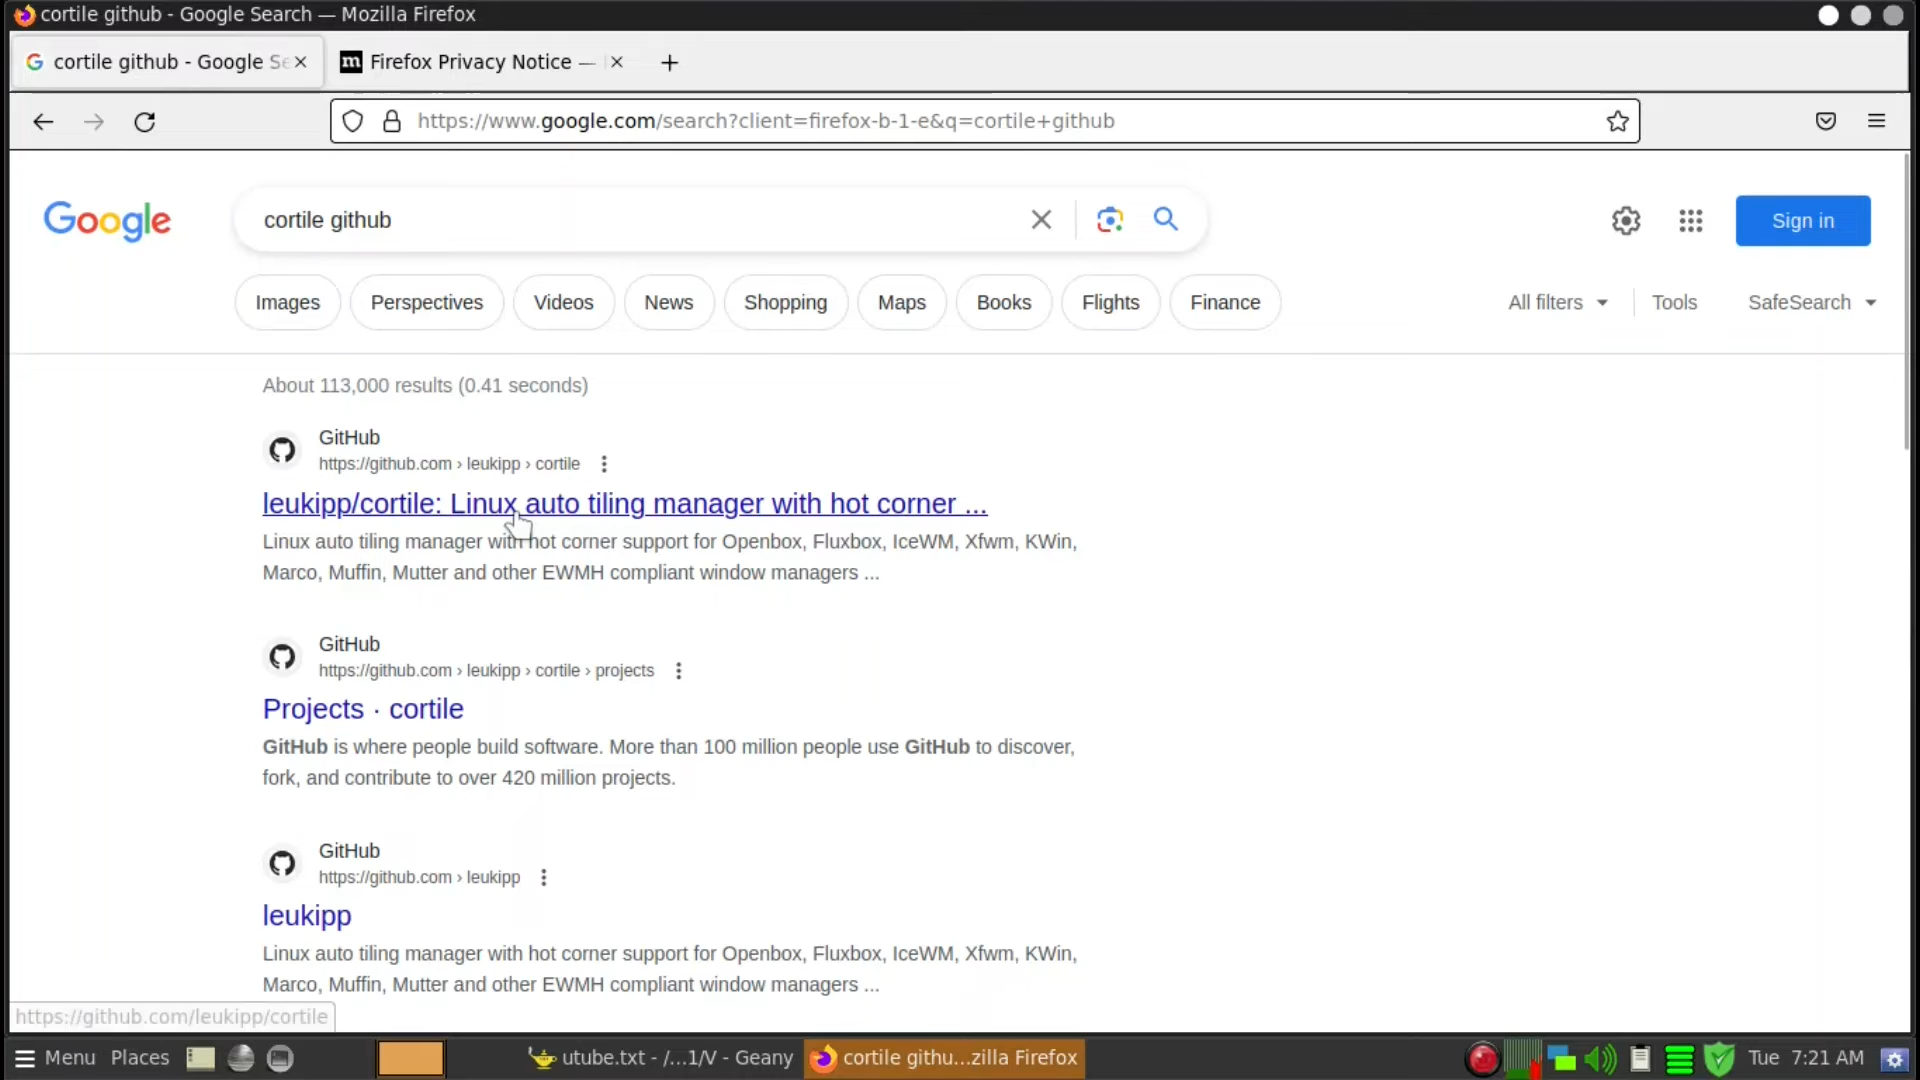 cortile github - Google Search — Mozilla Firefox
cortile github - Google Se
Firefox Privacy Notice —
https://www.google.com/search?client=firefox-b-1-e&q=cortile+github
Google
cortile github
Sign in
Images
Perspectives
Videos
News
Shopping
Maps
Books
Flights
Finance
All filters
Tools
SafeSearch
About 113,000 results (0.41 seconds)
GitHub
https://github.com › leukipp › cortile
leukipp/cortile: Linux auto tiling manager with hot corner ...
Linux auto tiling manager with hot corner support for Openbox, Fluxbox, IceWM, Xfwm, KWin,
Marco, Muffin, Mutter and other EWMH compliant window managers ...
GitHub
https://github.com › leukipp › cortile › projects
Projects · cortile
GitHub is where people build software. More than 100 million people use GitHub to discover,
fork, and contribute to over 420 million projects.
GitHub
https://github.com › leukipp
leukipp
Linux auto tiling manager with hot corner support for Openbox, Fluxbox, IceWM, Xfwm, KWin,
Marco, Muffin, Mutter and other EWMH compliant window managers ...
https://github.com/leukipp/cortile
Menu
Places
utube.txt - /...1/V - Geany
cortile githu...zilla Firefox
Tue 7:21 AM